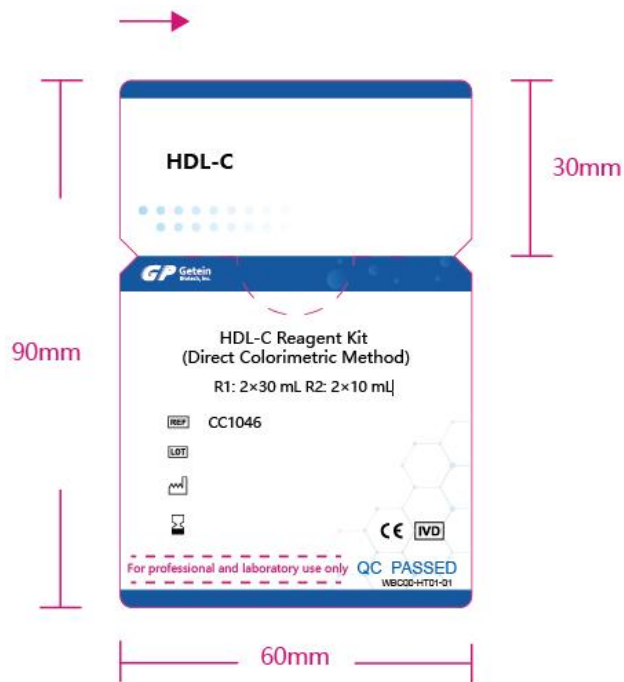 HDL-C
30mm
GP Getein
Biotech, Inc.
90mm
HDL-C Reagent Kit
(Direct Colorimetric Method)
R1: 2×30 mL R2: 2×10 mL
REF CC1046
LOT
CE IVD
For professional and laboratory use only QC PASSED
WBC00-HT01-01
60mm